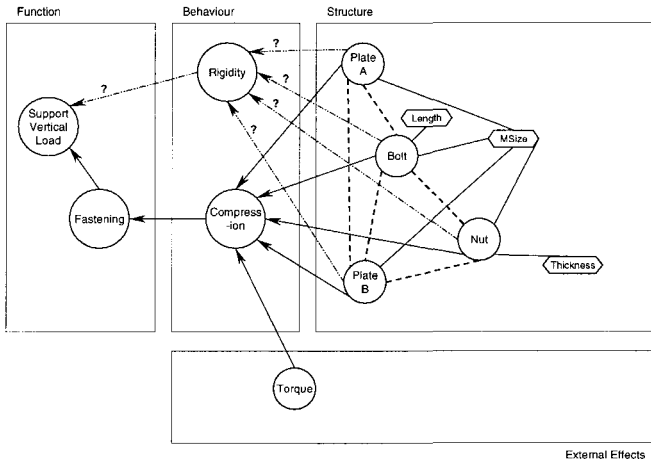 Function
Behaviour
Structure
?
Plate
A
?
Rigidity
?
?
Length
Support
Vertical
Load
?
MSize
Bolt
Fastening
Compress
-ion
Nut
Plate
B
Thickness
Torque
External Effects